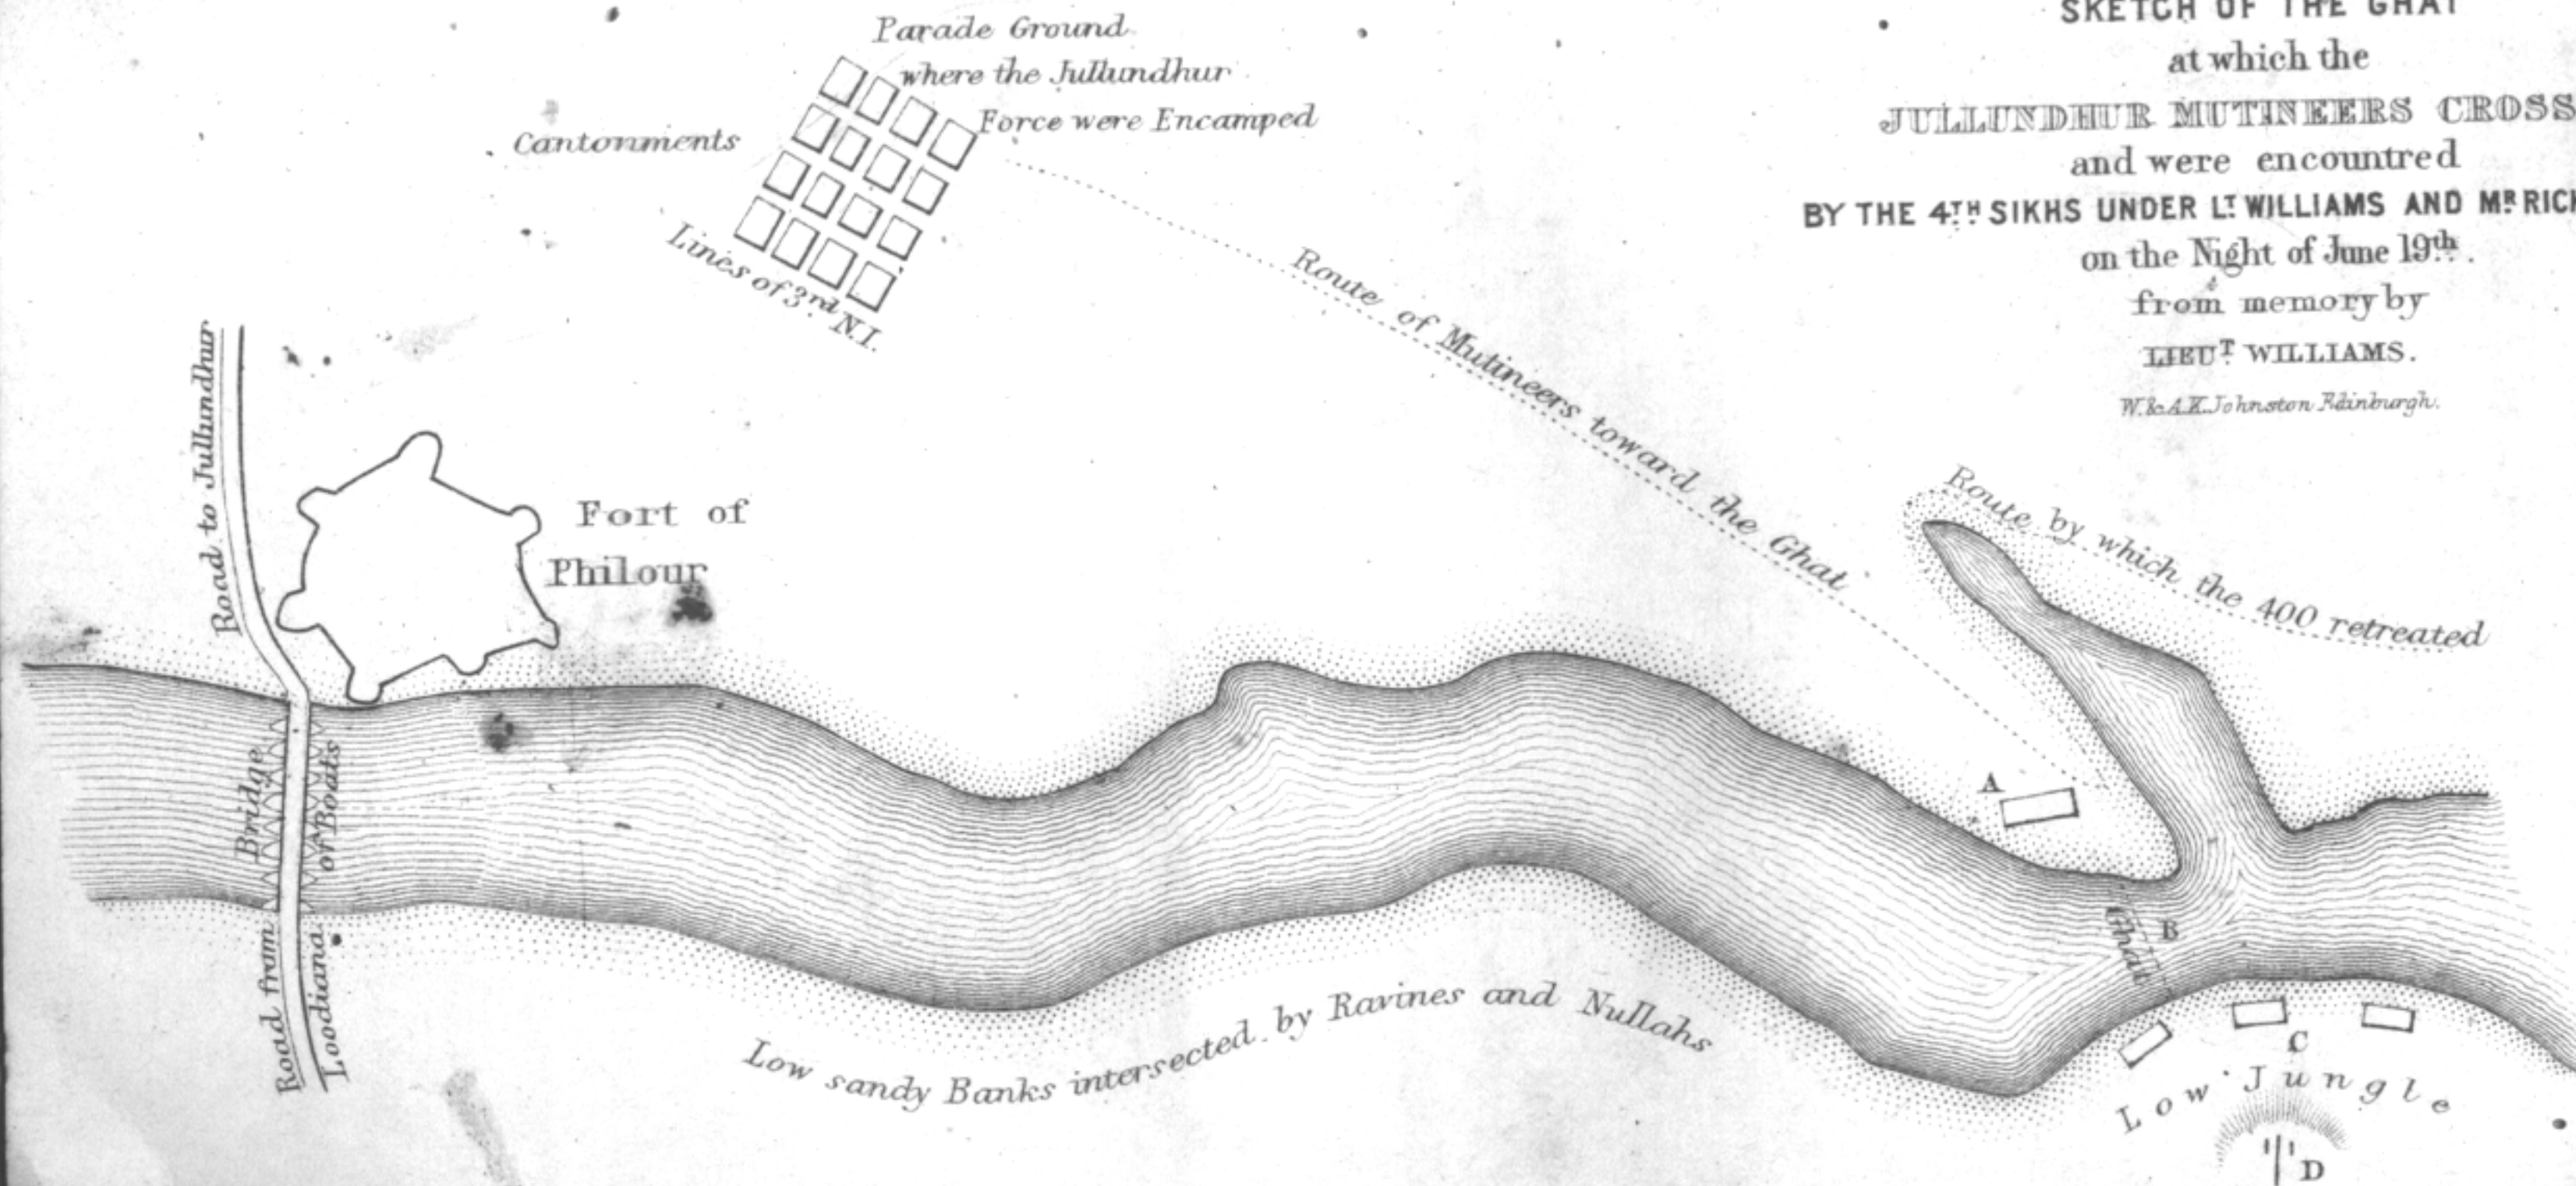 SKETCH OF THE GHAT
at which the
JULLUNDHUR MUTINEERS CROSS
and were encountred
BY THE 4TH SIKHS UNDER LT WILLIAMS AND MR RICK
on the Night of June 19th.
from memory by
LIEUT WILLIAMS.
W. & A.K. Johnston Edinburgh.
Parade Ground
where the Jullundhur
Force were Encamped
Cantonments
Lines of 3rd N.I.
Route of Mutineers toward the Ghat
Route by which the 400 retreated
Road to Jullundhur
Fort of
Philour
Bridge
of Boats
Road from
Loodiana
Low sandy Banks intersected by Ravines and Nullahs
A
B
Ghat
C
Low Jungle
D